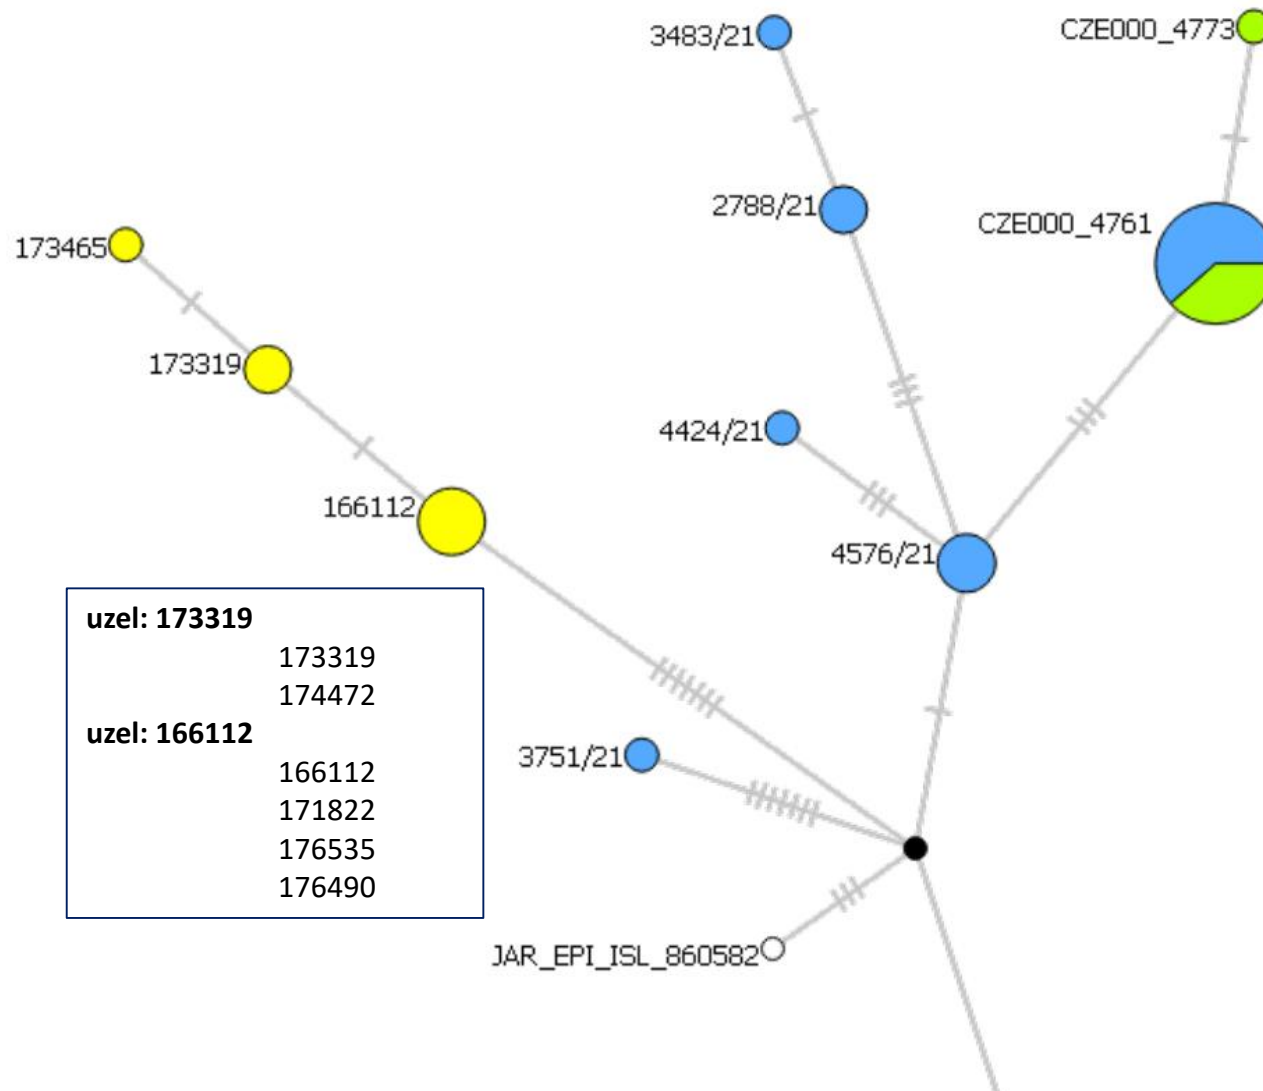 3483/21
CZE000_4773
2788/21
CZE000_4761
173465
173319
4424/21
166112
4576/21
uzel: 173319
173319
174472
uzel: 166112
166112
171822
176535
176490
3751/21
JAR_EPI_ISL_860582